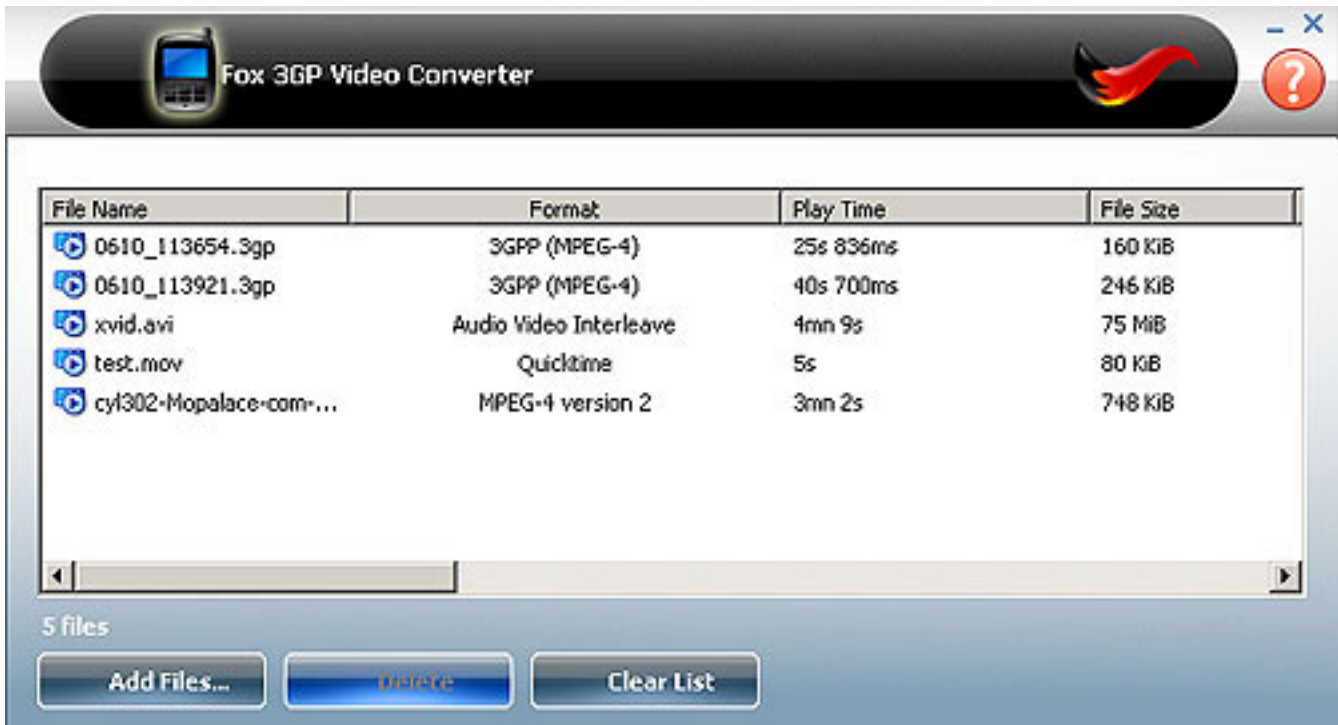 Fox 3GP Video Converter
?
File Name Format Play Time File Size
0610_113654.3gp 3GPP (MPEG-4) 25s 836ms 160 KiB
0610_113921.3gp 3GPP (MPEG-4) 40s 700ms 246 KiB
xvid.avi Audio Video Interleave 4mn 9s 75 MiB
test.mov Quicktime 5s 80 KiB
cyl302-Mopalace-com-... MPEG-4 version 2 3mn 2s 748 KiB
5 files
Add Files... Delete Clear List